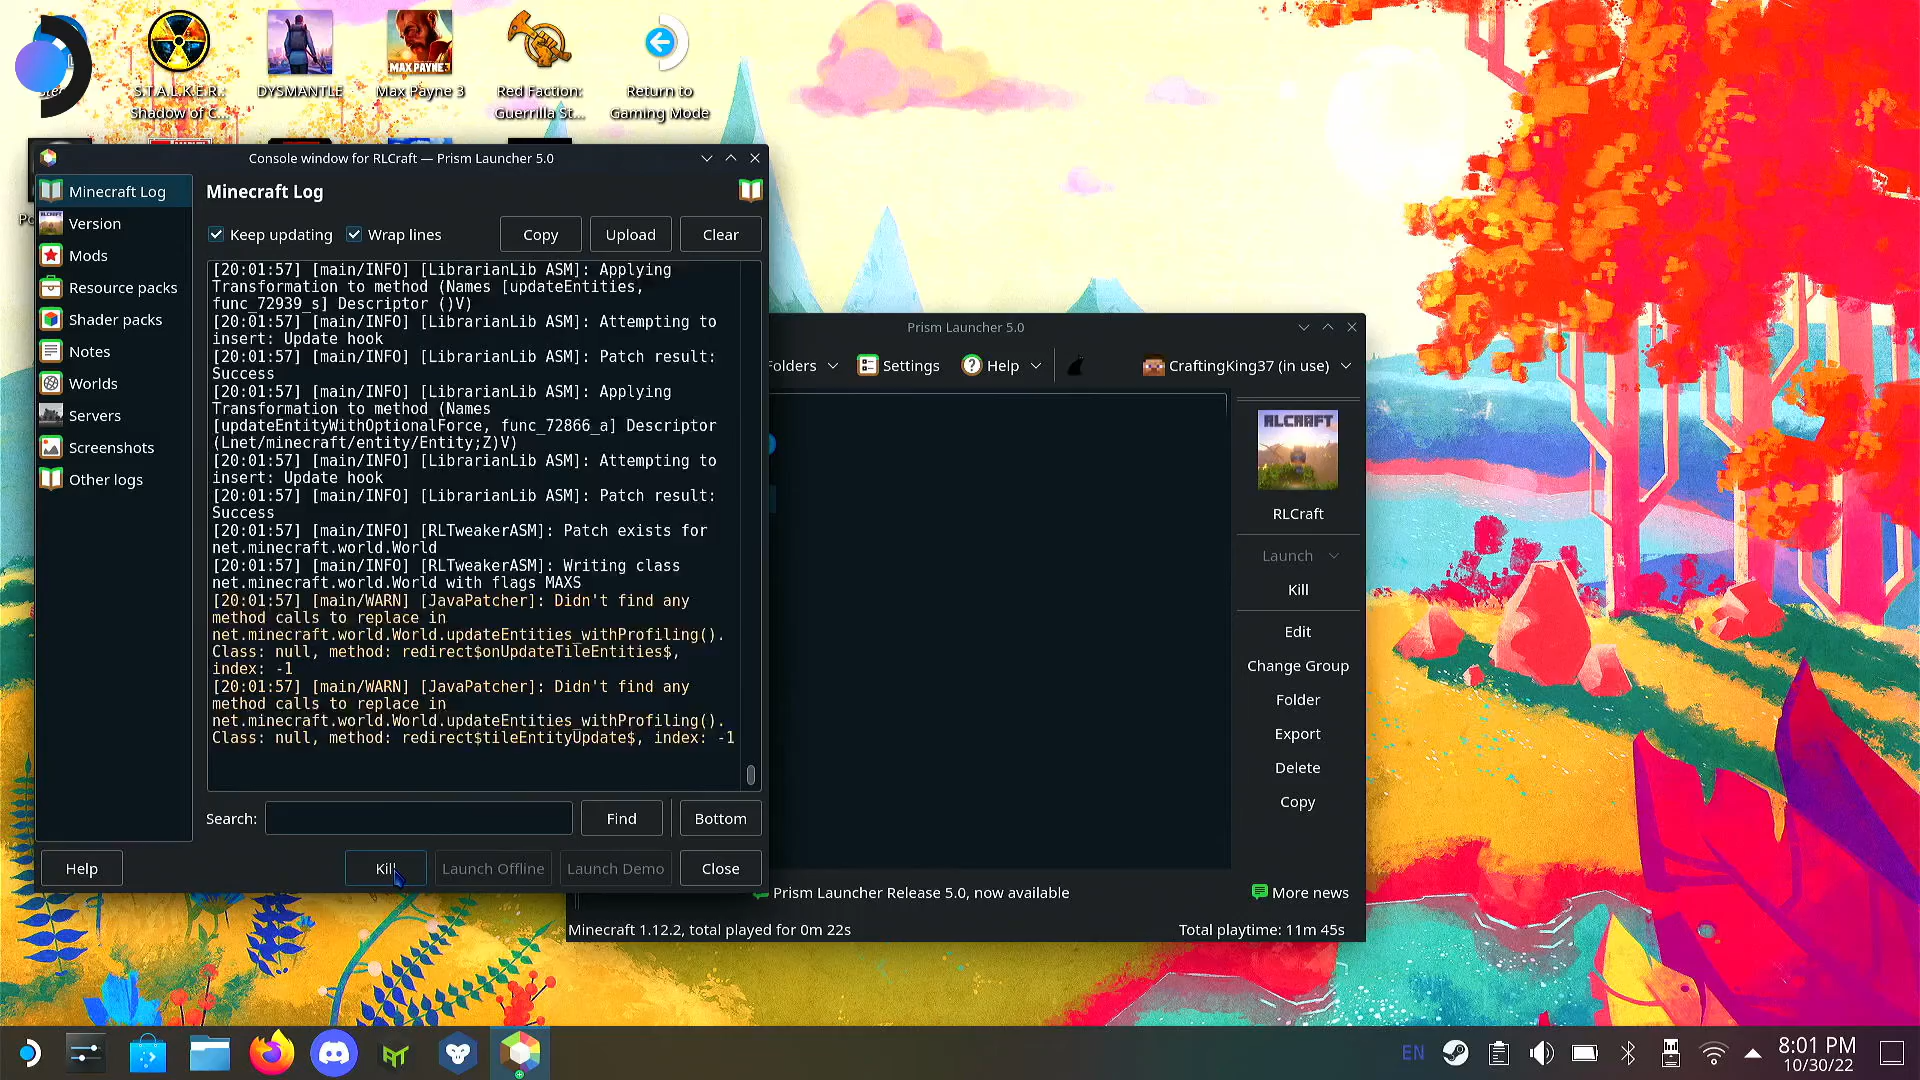 S.T.A.L.K.E.R.:
Shadow of C...
DYSMANTLE
Max Payne 3
MAX PAYNE 3
Red Faction:
Guerrilla St...
Return to
Gaming Mode
Console window for RLCraft — Prism Launcher 5.0
Minecraft Log
Version
Mods
Resource packs
Shader packs
Notes
Worlds
Servers
Screenshots
Other logs
Minecraft Log
Keep updating
Wrap lines
Copy
Upload
Clear
[20:01:57] [main/INFO] [LibrarianLib ASM]: Applying
Transformation to method (Names [updateEntities,
func_72939_s] Descriptor ()V)
[20:01:57] [main/INFO] [LibrarianLib ASM]: Attempting to
insert: Update hook
[20:01:57] [main/INFO] [LibrarianLib ASM]: Patch result:
Success
[20:01:57] [main/INFO] [LibrarianLib ASM]: Applying
Transformation to method (Names
[updateEntityWithOptionalForce, func_72866_a] Descriptor
(Lnet/minecraft/entity/Entity;Z)V)
[20:01:57] [main/INFO] [LibrarianLib ASM]: Attempting to
insert: Update hook
[20:01:57] [main/INFO] [LibrarianLib ASM]: Patch result:
Success
[20:01:57] [main/INFO] [RLTweakerASM]: Patch exists for
net.minecraft.world.World
[20:01:57] [main/INFO] [RLTweakerASM]: Writing class
net.minecraft.world.World with flags MAXS
[20:01:57] [main/WARN] [JavaPatcher]: Didn't find any
method calls to replace in
net.minecraft.world.World.updateEntities_withProfiling().
Class: null, method: redirect$onUpdateTileEntities$,
index: -1
[20:01:57] [main/WARN] [JavaPatcher]: Didn't find any
method calls to replace in
net.minecraft.world.World.updateEntities_withProfiling().
Class: null, method: redirect$tileEntityUpdate$, index: -1
Search:
Find
Bottom
Help
Kill
Launch Offline
Launch Demo
Close
Prism Launcher 5.0
Folders
Settings
Help
CraftingKing37 (in use)
RLCRAFT
RLCraft
Launch
Kill
Edit
Change Group
Folder
Export
Delete
Copy
Prism Launcher Release 5.0, now available
More news
Minecraft 1.12.2, total played for 0m 22s
Total playtime: 11m 45s
EN
8:01 PM
10/30/22